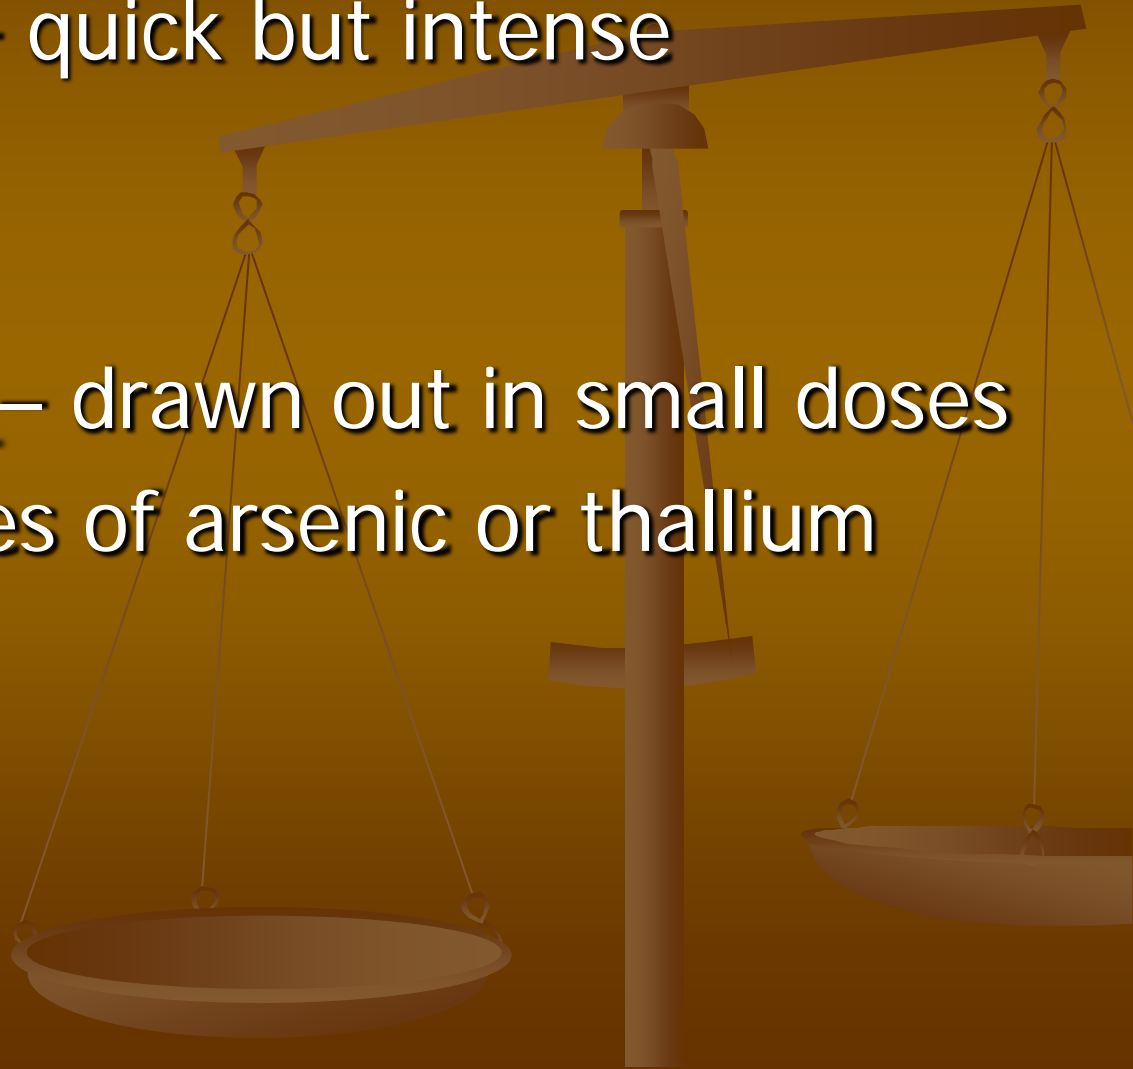 - quick but intense
– drawn out in small doses
es of arsenic or thallium